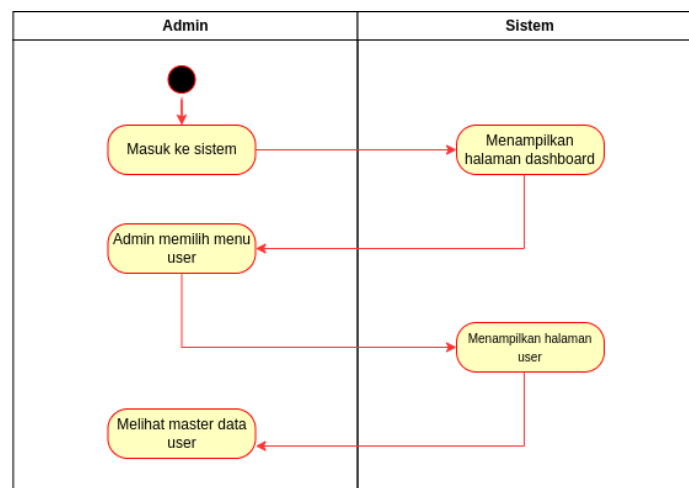 Admin
Sistem
Masuk ke sistem
Menampilkan
halaman dashboard
Admin memilih menu
user
Menampilkan halaman
user
Melihat master data
user